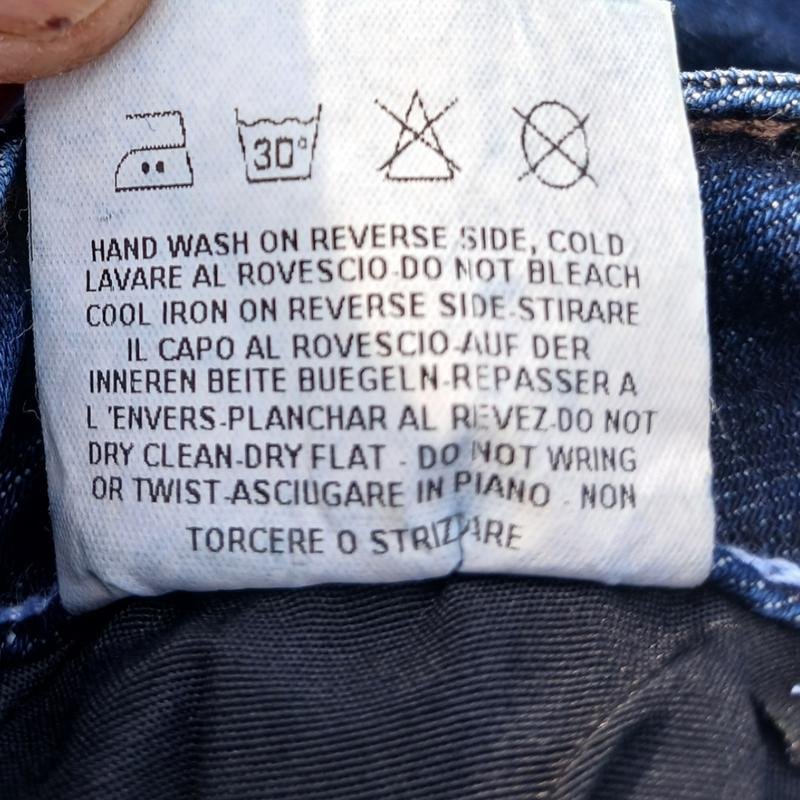 30°
HAND WASH ON REVERSE SIDE, COLD
LAVARE AL ROVESCIO-DO NOT BLEACH
COOL IRON ON REVERSE SIDE-STIRARE
IL CAPO AL ROVESCIO-AUF DER
INNEREN BEITE BUEGELN-REPASSER A
L'ENVERS-PLANCHAR AL REVEZ-DO NOT
DRY CLEAN-DRY FLAT - DO NOT WRING
OR TWIST-ASCIUGARE IN PIANO - NON
TORCERE O STRIZZARE